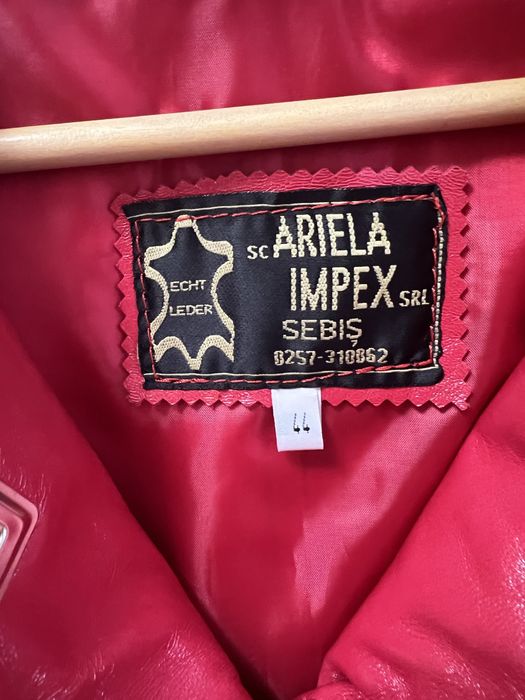 ECHT
LEDER
SC ARIELA
IMPEX SRL
SEBIȘ
0257-310862
44